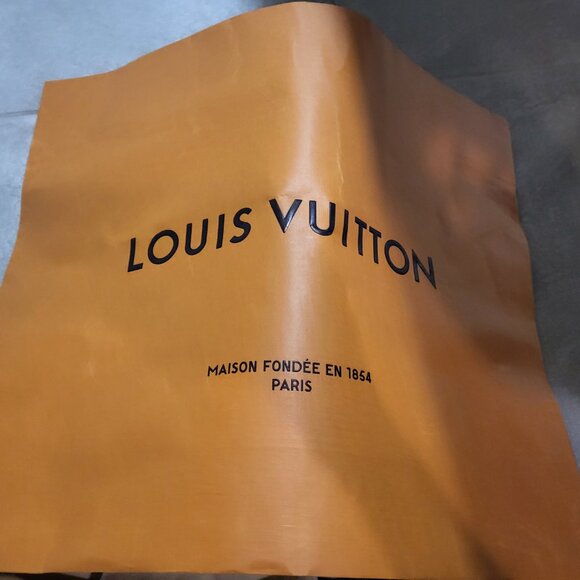 LOUIS VUITTON
MAISON FONDÉE EN 1854
PARIS